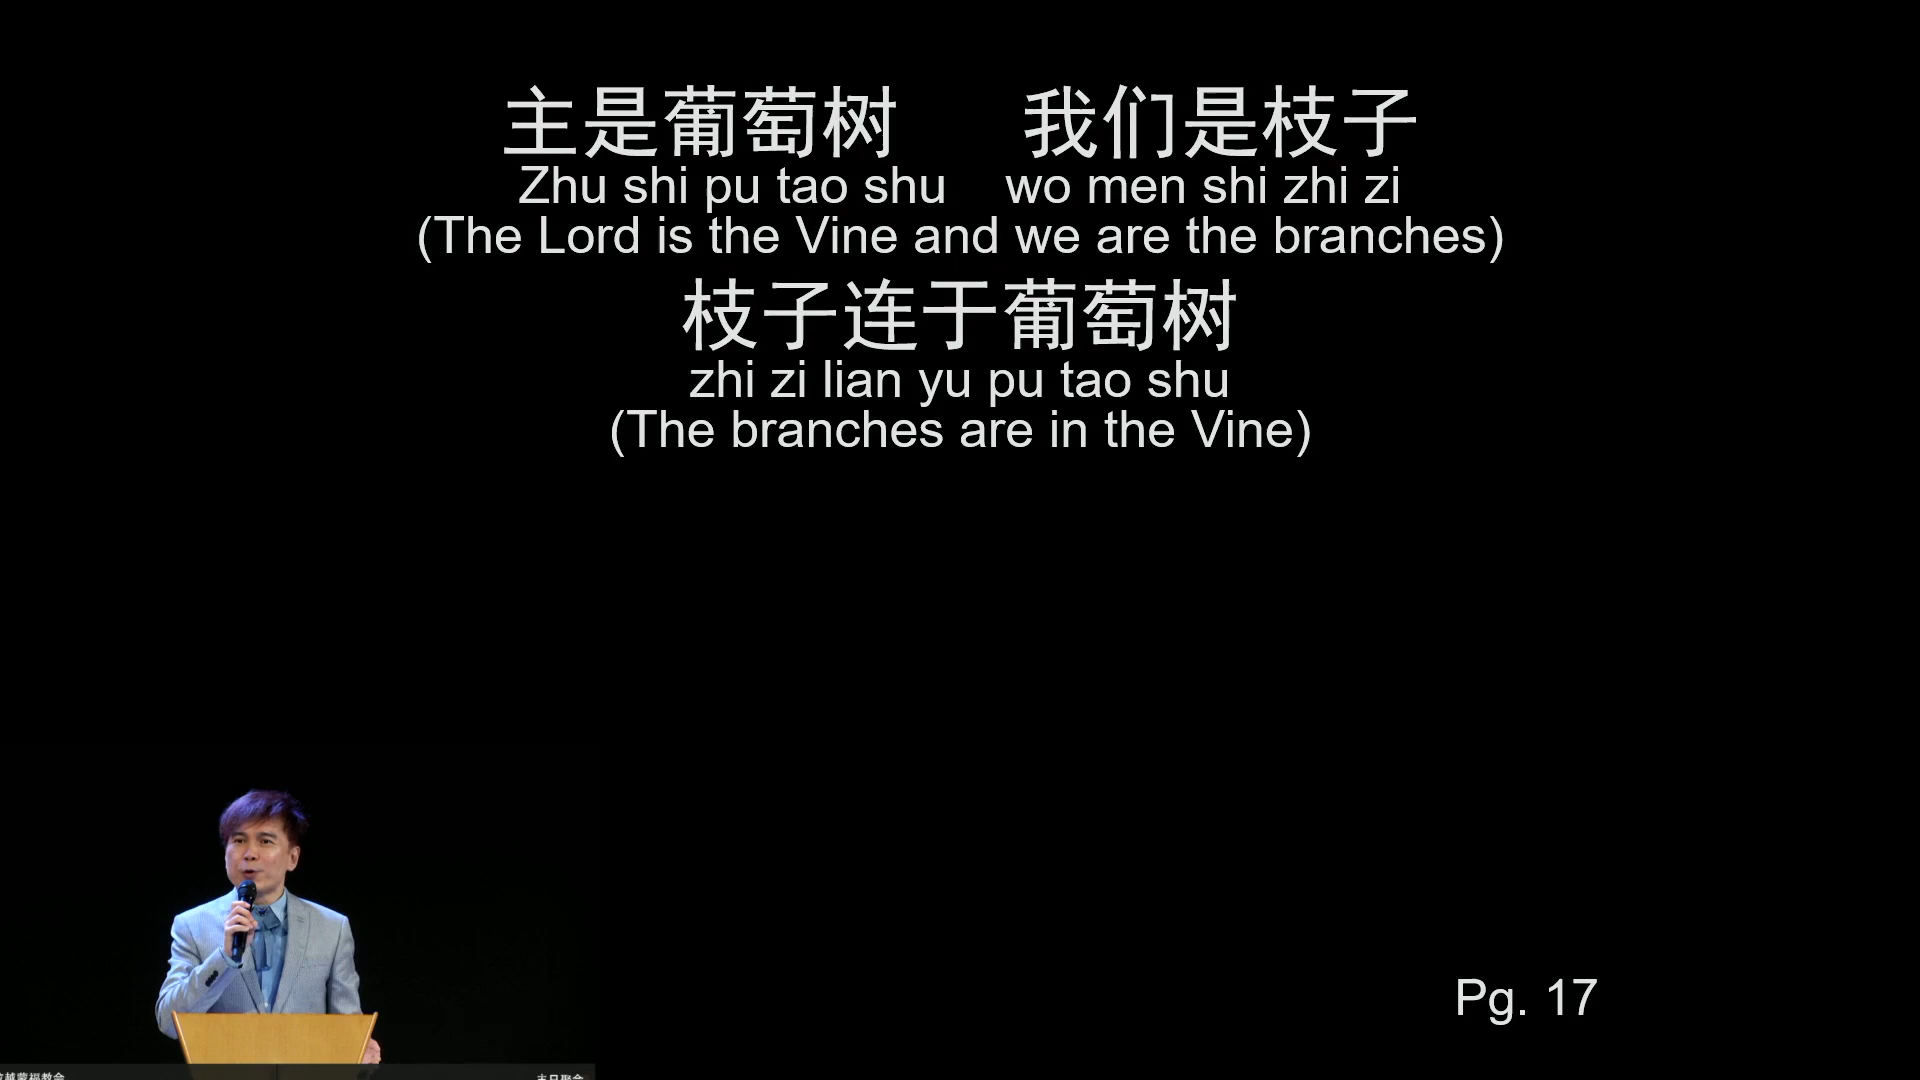 主是葡萄树 我们是枝子
Zhu shi pu tao shu wo men shi zhi zi
(The Lord is the Vine and we are the branches)
枝子连于葡萄树
zhi zi lian yu pu tao shu
(The branches are in the Vine)
Pg. 17